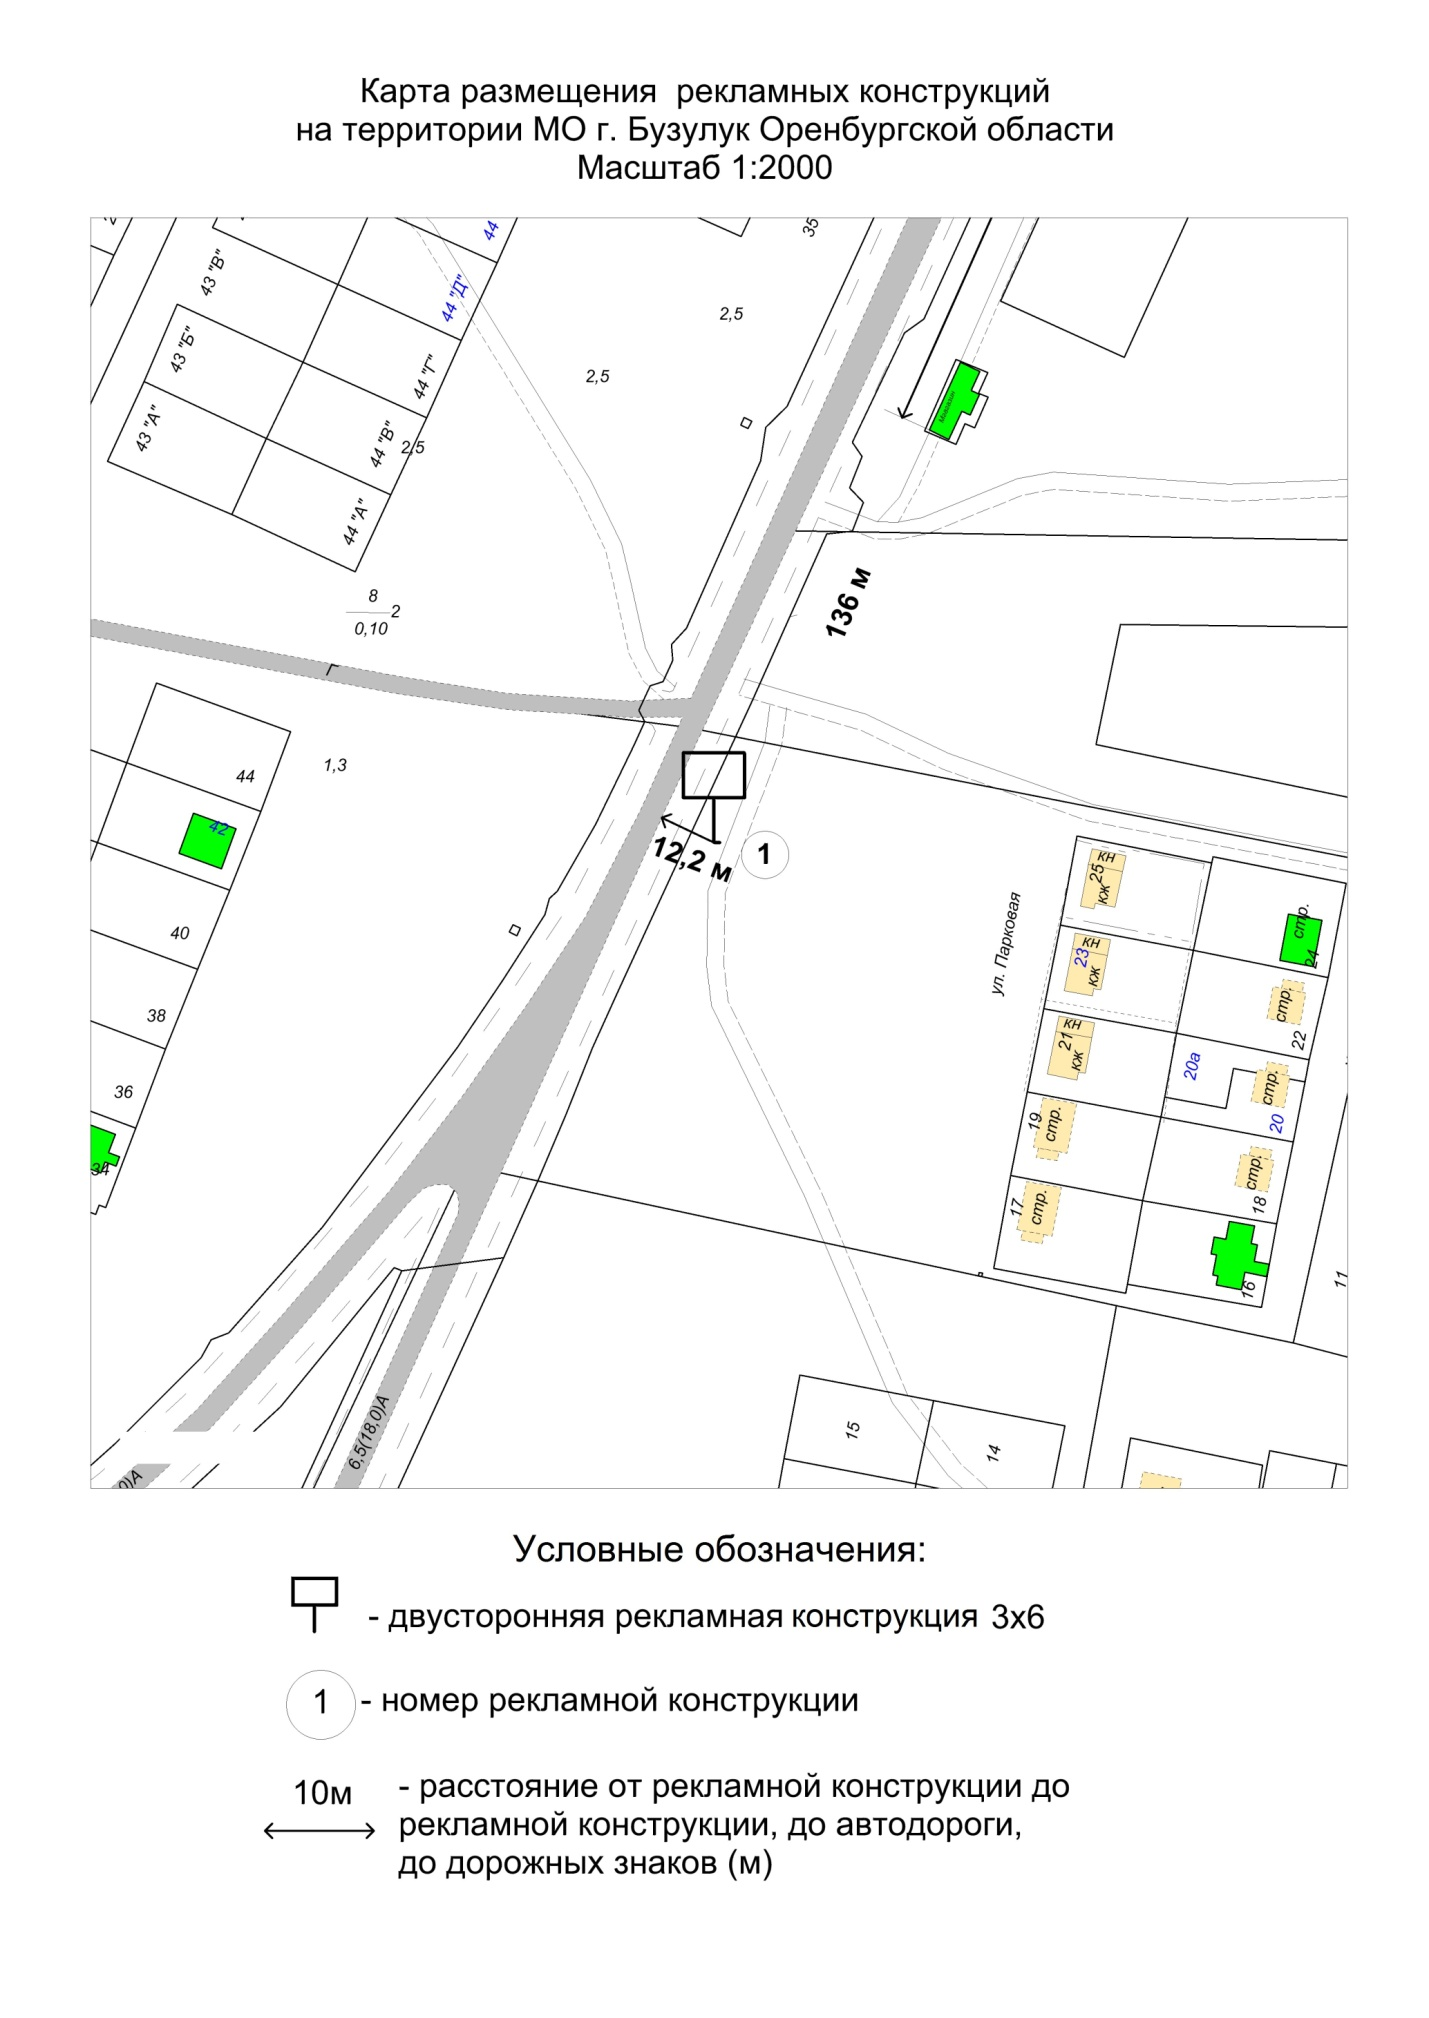 Карта размещения рекламных конструкций
на территории МО г. Бузулук Оренбургской области
Масштаб 1:2000
43 "В"
44
35
44 "Д"
2,5
43 "Б"
44 "Г"
2,5
43 "А"
44 "В"
2,5
44 "А"
136 м
8
2
0,10
44
1,3
42
12,2 м
1
КН
25
КЖ
ул. Парковая
стр.
24
40
КН
23
КЖ
стр.
22
38
КН
21
КЖ
20а
стр.
20
36
19
стр.
34
стр.
18
17
стр.
16
11
6,5(18,0)А
15
14
0)А
Условные обозначения:
- двусторонняя рекламная конструкция 3х6
1 - номер рекламной конструкции
10м
- расстояние от рекламной конструкции до
рекламной конструкции, до автодороги,
до дорожных знаков (м)